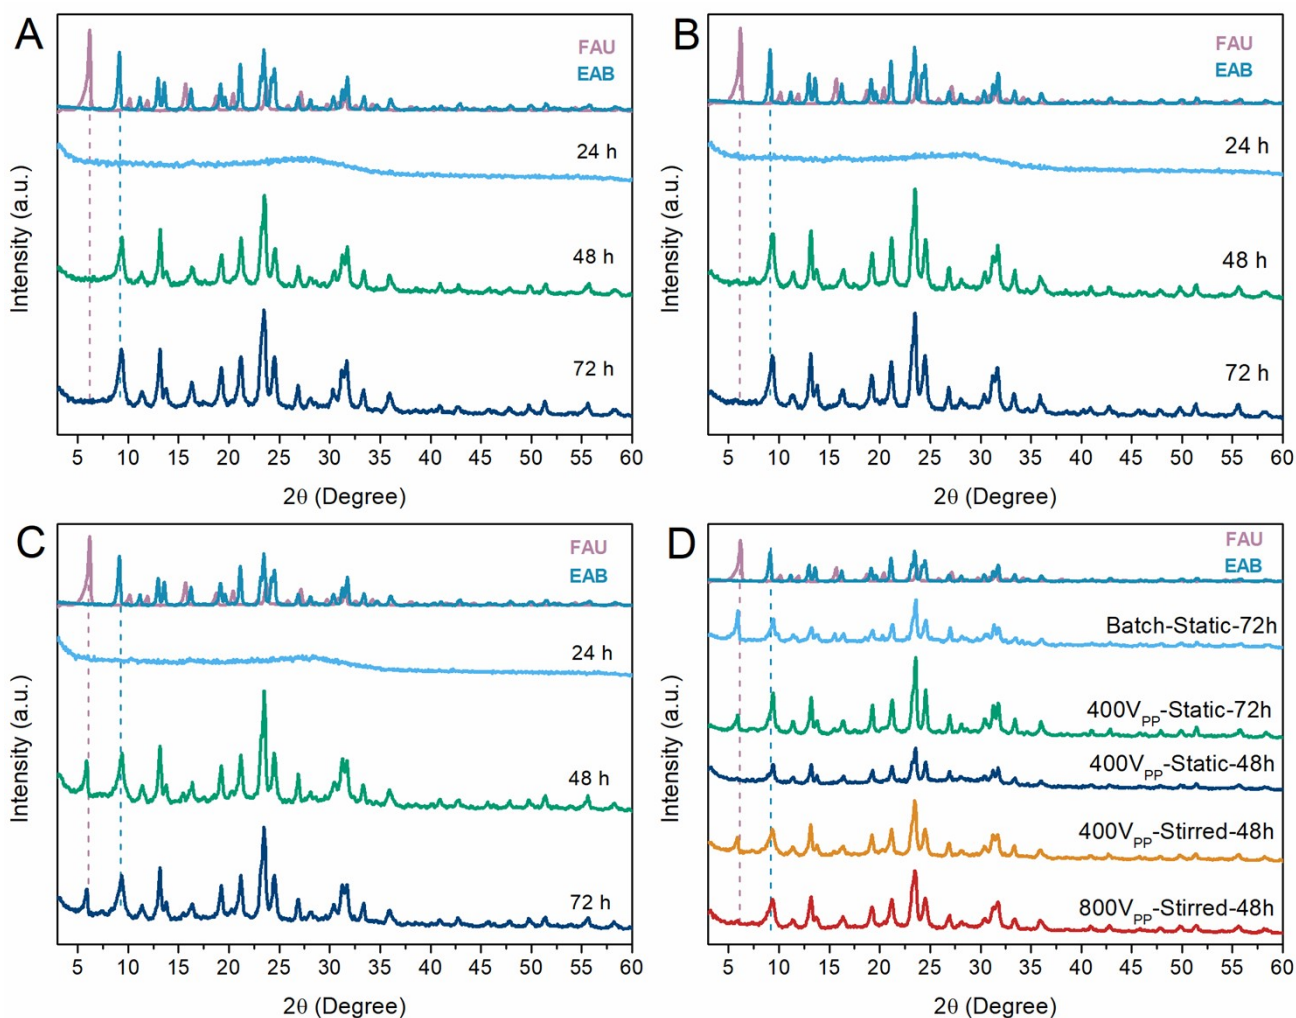 A
FAU
EAB
24 h
48 h
72 h
Intensity (a.u.)
5 10 15 20 25 30 35 40 45 50 55 60
2θ (Degree)
B
FAU
EAB
24 h
48 h
72 h
Intensity (a.u.)
5 10 15 20 25 30 35 40 45 50 55 60
2θ (Degree)
C
FAU
EAB
24 h
48 h
72 h
Intensity (a.u.)
5 10 15 20 25 30 35 40 45 50 55 60
2θ (Degree)
D
FAU
EAB
Batch-Static-72h
400VPP-Static-72h
400VPP-Static-48h
400VPP-Stirred-48h
800VPP-Stirred-48h
Intensity (a.u.)
5 10 15 20 25 30 35 40 45 50 55 60
2θ (Degree)